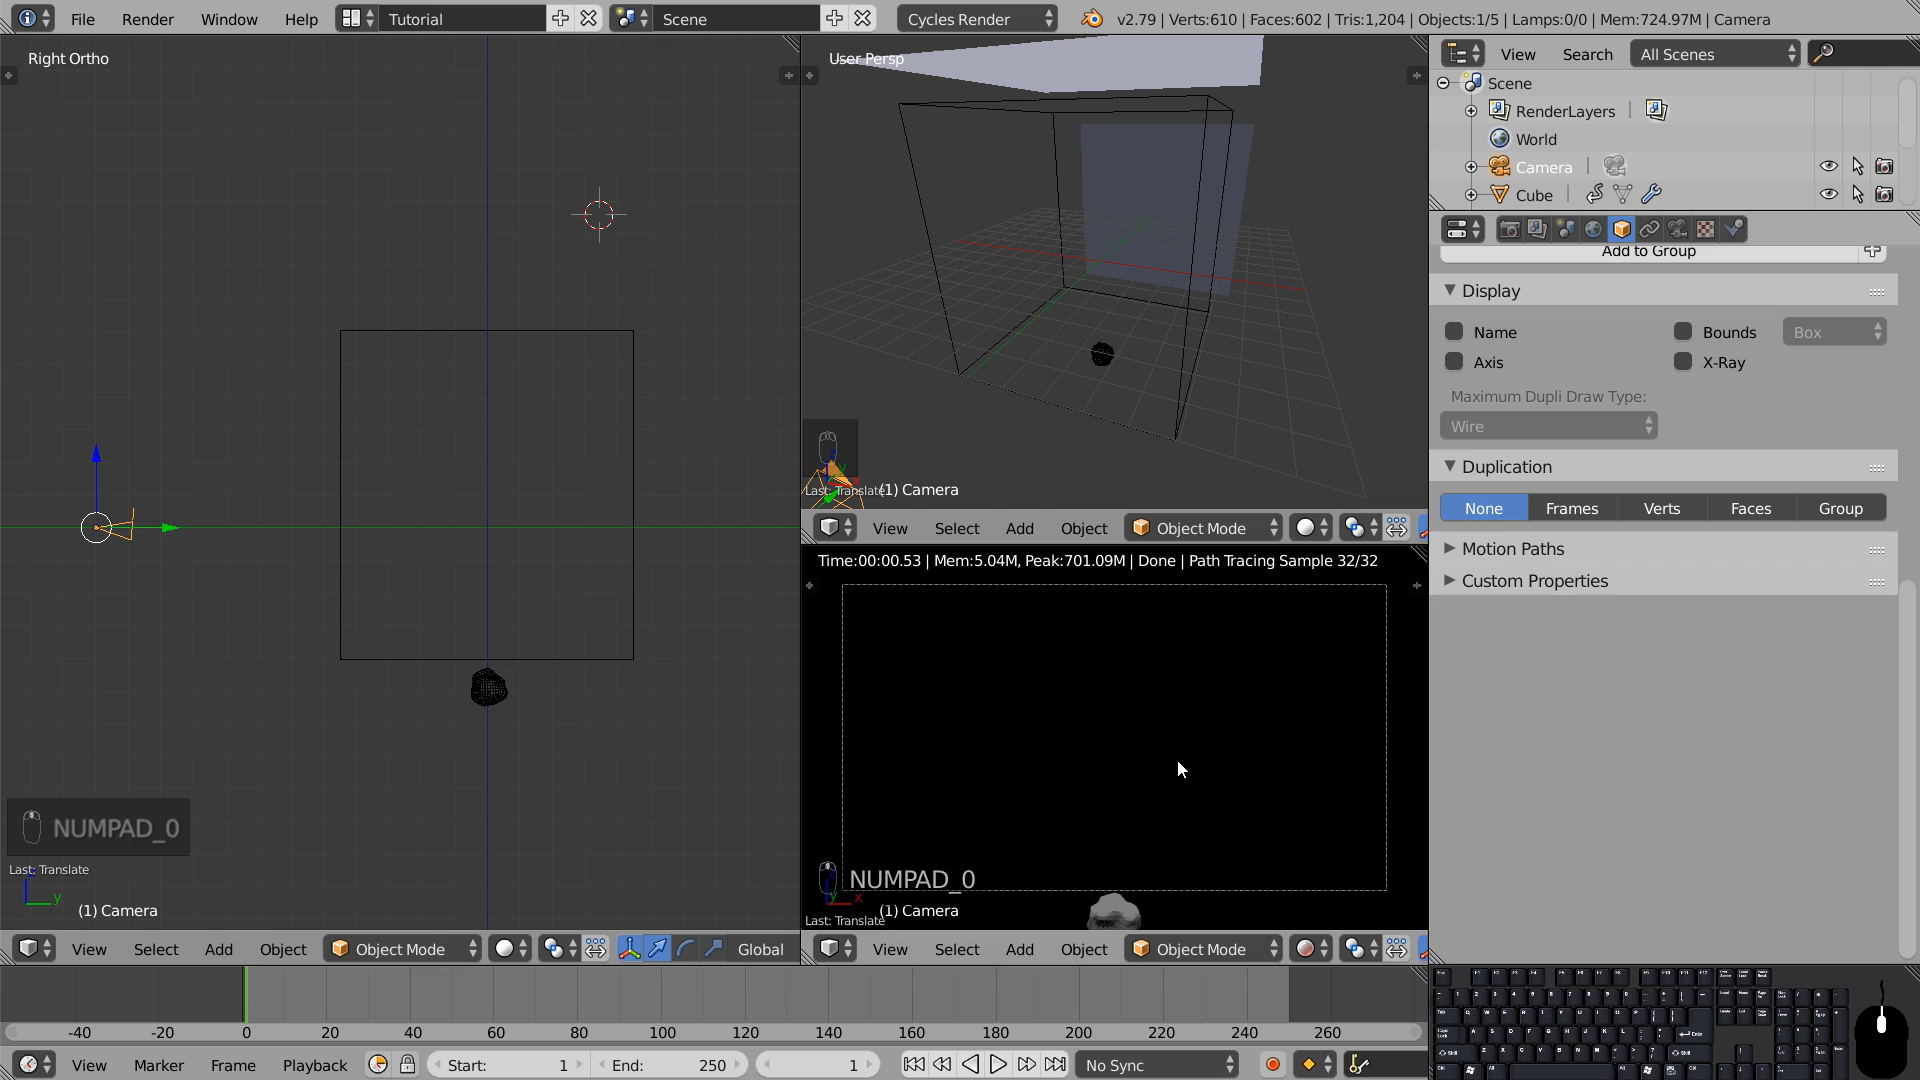 File Render Window Help Tutorial Scene Cycles Render v2.79 | Verts:610 | Faces:602 | Tris:1,204 | Objects:1/5 | Lamps:0/0 | Mem:724.97M | Camera
Right Ortho
NUMPAD_0
Last: Translate
y
(1) Camera
View Select Add Object Object Mode Global
User Persp
Last: Translate
(1) Camera
View Select Add Object Object Mode
Time:00:00.53 | Mem:5.04M, Peak:701.09M | Done | Path Tracing Sample 32/32
NUMPAD_0
x
Last: Translate
(1) Camera
View Select Add Object Object Mode
View Search All Scenes
Scene
RenderLayers
World
Camera
Cube
Add to Group
Display
Name Bounds Box
Axis X-Ray
Maximum Dupli Draw Type:
Wire
Duplication
None Frames Verts Faces Group
Motion Paths
Custom Properties
-40 -20 0 20 40 60 80 100 120 140 160 180 200 220 240 260
View Marker Frame Playback Start: 1 End: 250 1 No Sync